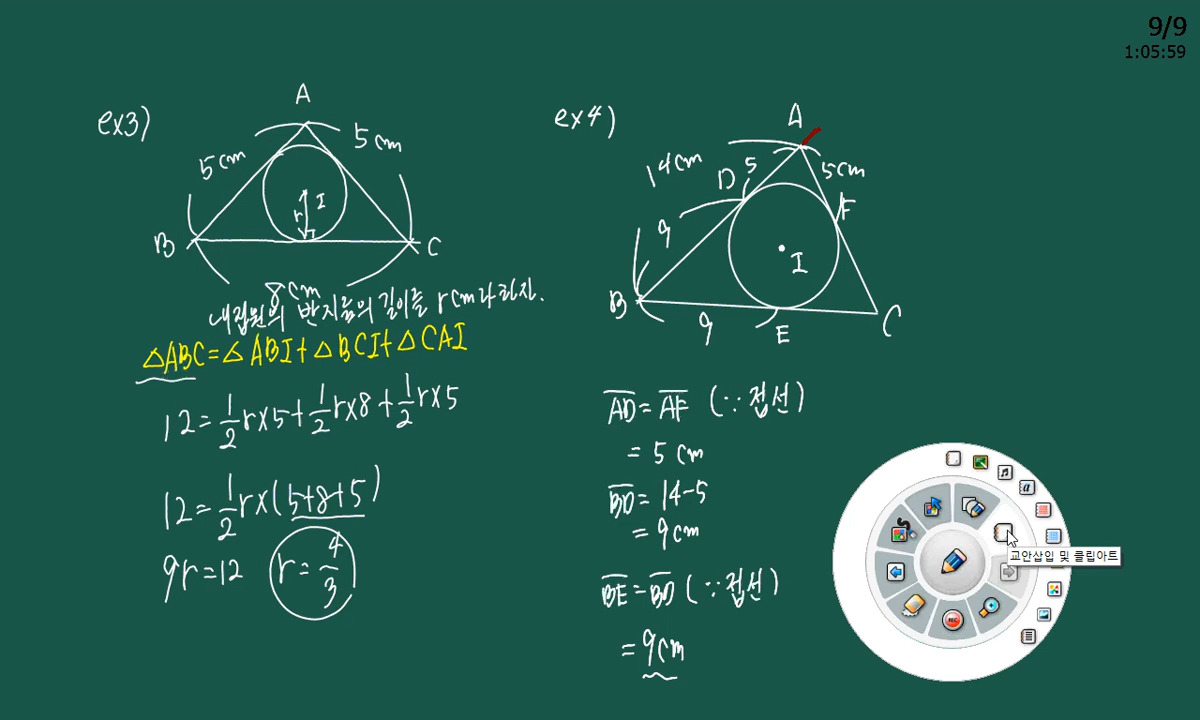 9/9
1:05:59
ex3)
A
5cm
5cm
I
r
B
C
8cm
내접원의 반지름의 길이를 r cm라 하자.
△ABC=△ABI+△BCI+△CAI
12=1/2r×5+1/2r×8+1/2r×5
12=1/2r×(5+8+5)
9r=12
r=4/3
ex4)
A
14cm
5
5cm
D
F
9
I
B
C
9
E
AD=AF (∵접선)
=5cm
BD=14-5
=9cm
BE=BD (∵접선)
=9cm
a
교안삽입 및 클립아트
REC